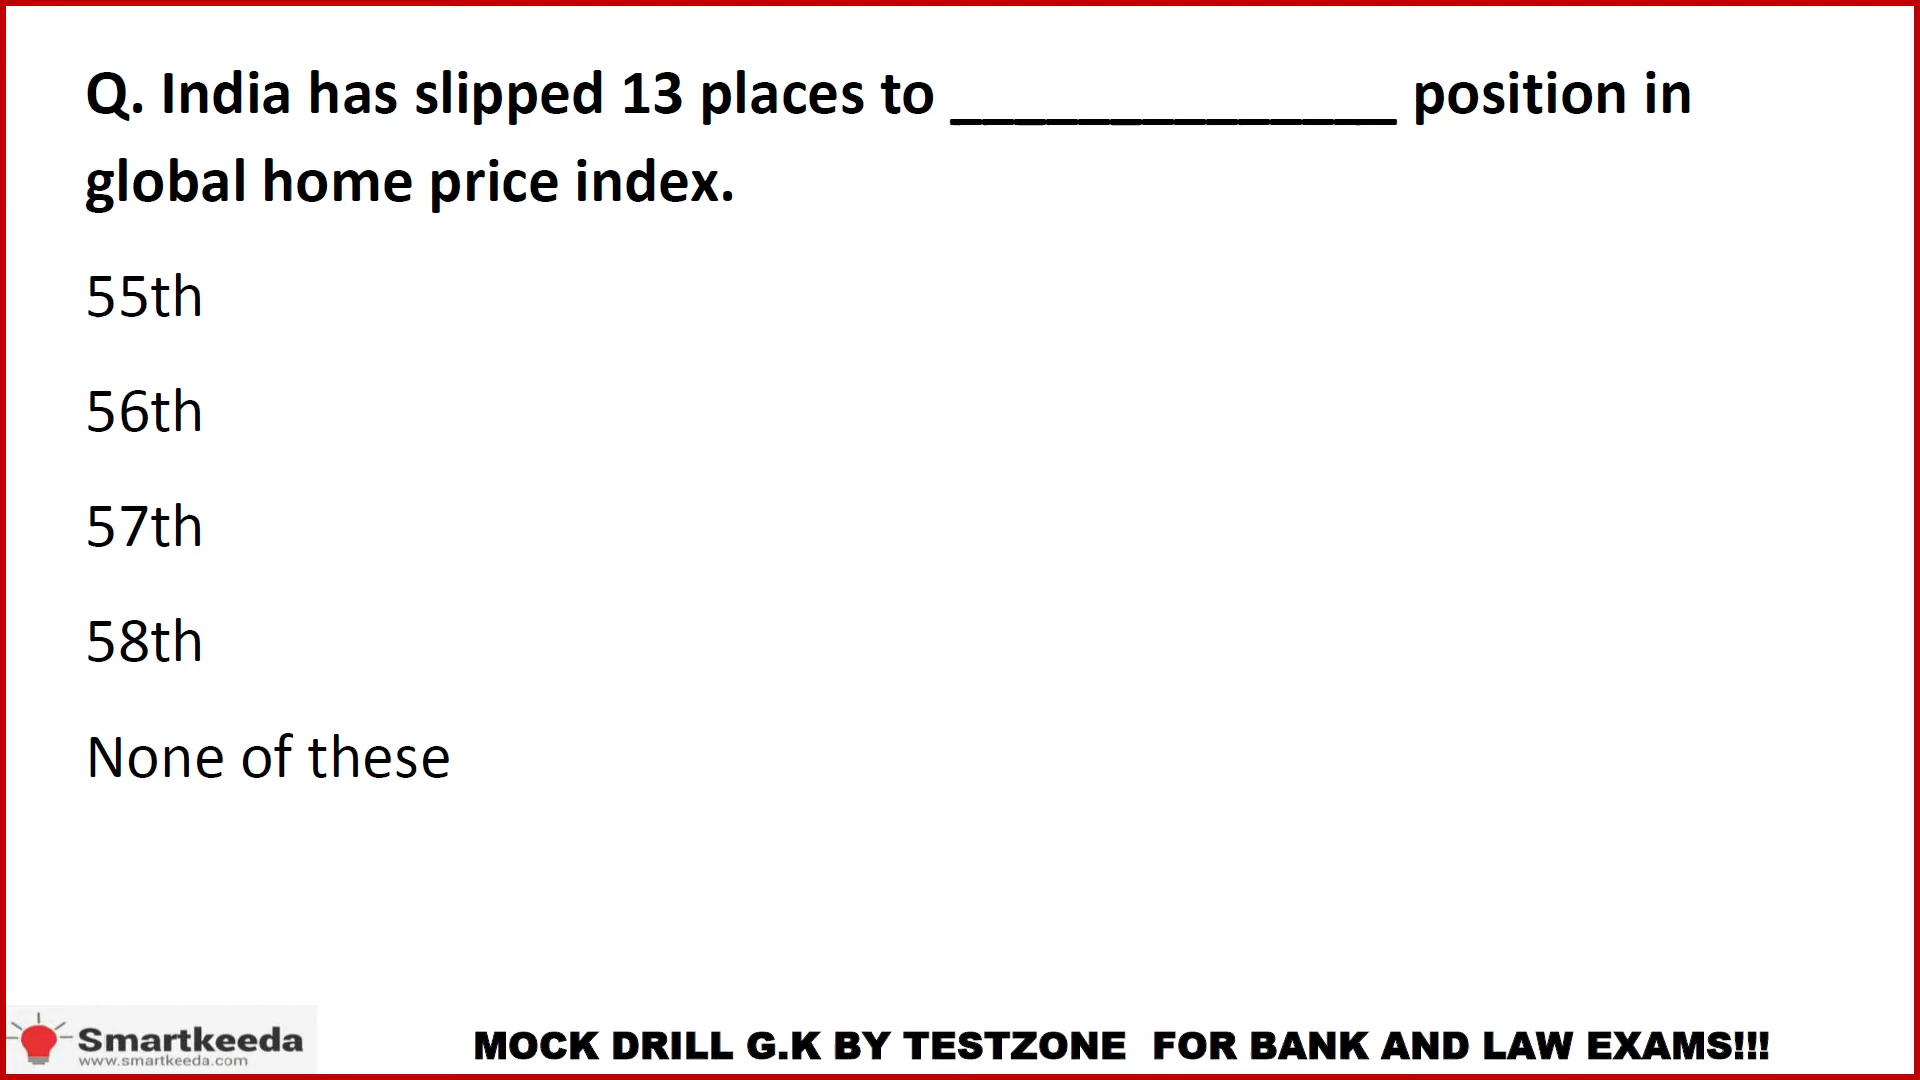 Q. India has slipped 13 places to ______________ position in
global home price index.
55th
56th
57th
58th
None of these
Smartkeeda
www.smartkeeda.com
MOCK DRILL G.K BY TESTZONE  FOR BANK AND LAW EXAMS!!!